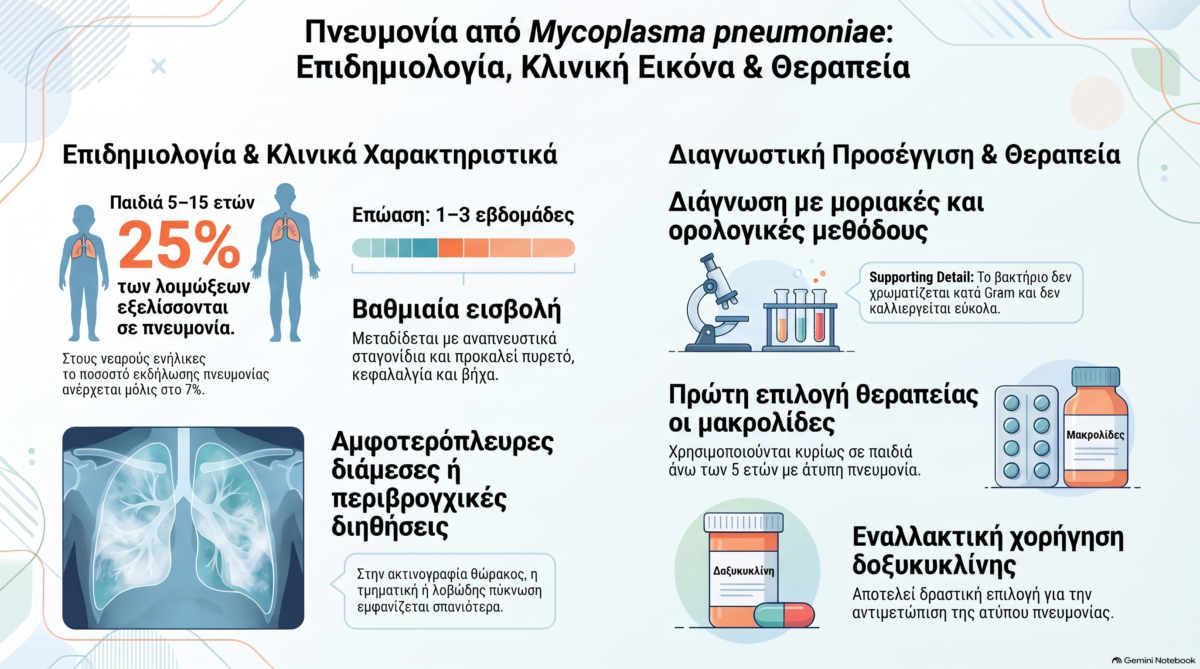 Πνευμονία από Mycoplasma pneumoniae:
Επιδημιολογία, Κλινική Εικόνα & Θεραπεία
Επιδημιολογία & Κλινικά Χαρακτηριστικά
Παιδιά 5–15 ετών
25%
των λοιμώξεων
εξελίσσονται
σε πνευμονία.
Στους νεαρούς ενήλικες
το ποσοστό εκδήλωσης πνευμονίας
ανέρχεται μόλις στο 7%.
Επώαση: 1–3 εβδομάδες
Βαθμιαία εισβολή
Μεταδίδεται με αναπνευστικά
σταγονίδια και προκαλεί πυρετό,
κεφαλαλγία και βήχα.
Αμφοτερόπλευρες
διάμεσες ή
περιβρογχικές
διηθήσεις
Στην ακτινογραφία θώρακος, η
τμηματική ή λοβώδης πύκνωση
εμφανίζεται σπανιότερα.
Διαγνωστική Προσέγγιση & Θεραπεία
Διάγνωση με μοριακές και
ορολογικές μεθόδους
Supporting Detail: Το βακτήριο δεν
χρωματίζεται κατά Gram και δεν
καλλιεργείται εύκολα.
Πρώτη επιλογή θεραπείας
οι μακρολίδες
Χρησιμοποιούνται κυρίως σε παιδιά
άνω των 5 ετών με άτυπη πνευμονία.
Μακρολίδες
Δαξυκυκλίνη
Εναλλακτική χορήγηση
δοξυκυκλίνης
Αποτελεί δραστική επιλογή για την
αντιμετώπιση της ατύπου πνευμονίας.
Gemini Notebook